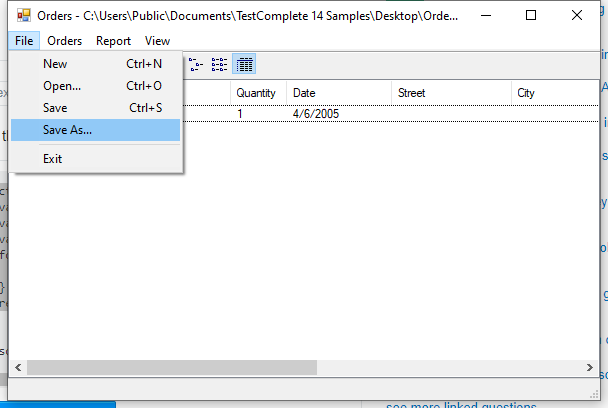 Orders - C:\Users\Public\Documents\TestComplete 14 Samples\Desktop\Orde...
File Orders Report View
New Ctrl+N
Open... Ctrl+O
Save Ctrl+S
Save As...
Exit
Quantity Date Street City
1 4/6/2005
see more linked questions